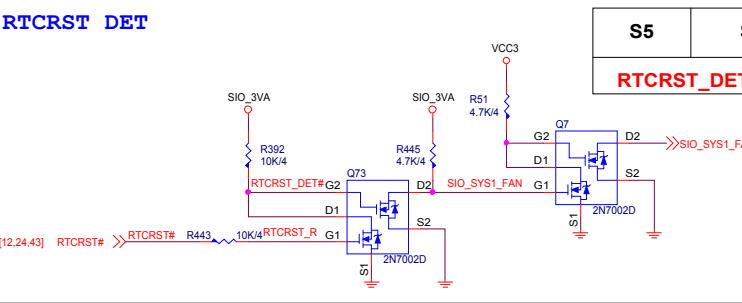 RTCRST DET
S5
RTCRST_DET
VCC3
SIO_3VA
SIO_3VA
R51
4.7K/4
R392
10K/4
R445
4.7K/4
Q7
G2
D2
SIO_SYS1_FA
D1
RTCRST_DET#
G2
Q73
D2
SIO_SYS1_FAN
G1
S2
D1
S2
S1
2N7002D
[12,24,43]
RTCRST#
RTCRST#
R443
10K/4
RTCRST_R
G1
S1
2N7002D